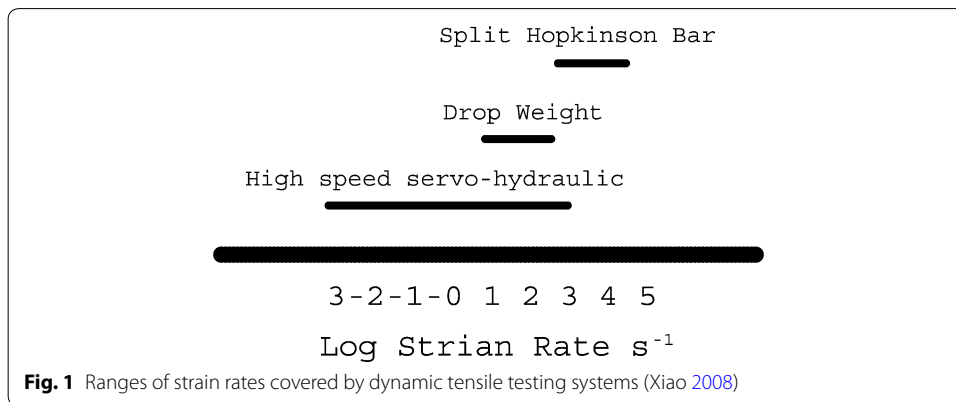 Split Hopkinson Bar
Drop Weight
High speed servo-hydraulic
3-2-1-0 1 2 3 4 5
Log Strian Rate s⁻¹
Fig. 1 Ranges of strain rates covered by dynamic tensile testing systems (Xiao 2008)